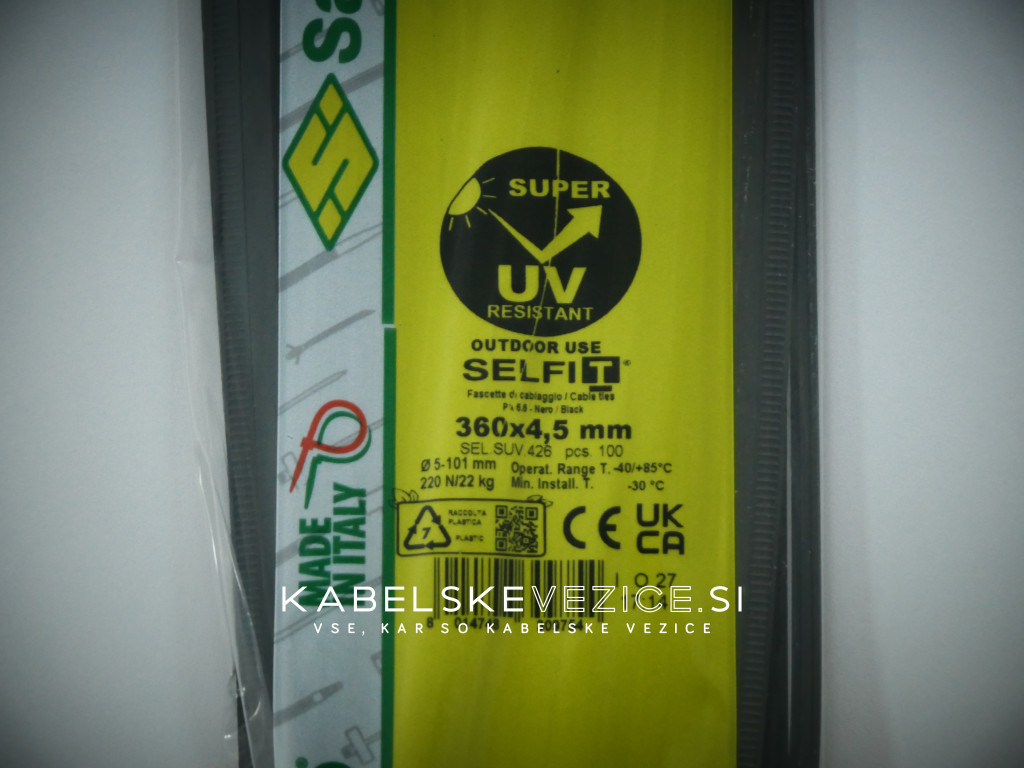 Sa
SUPER
UV
RESISTANT
OUTDOOR USE
SELFIT®
Fascette di cablaggio / Cable ties
6.6 - Nero / Black
360x4,5 mm
SEL.SUV.426 pcs. 100
Ø 5-101 mm Operat. Range T. -40/+85°C
220 N/22 kg Min. Install. T. -30 °C
RACCOLTA
PLASTICA
7
PLASTIC
CE
UK
CA
MADE
IN ITALY
O 27
KABELSKEVEZICE.SI
VSE, KAR SO KABELSKE VEZICE